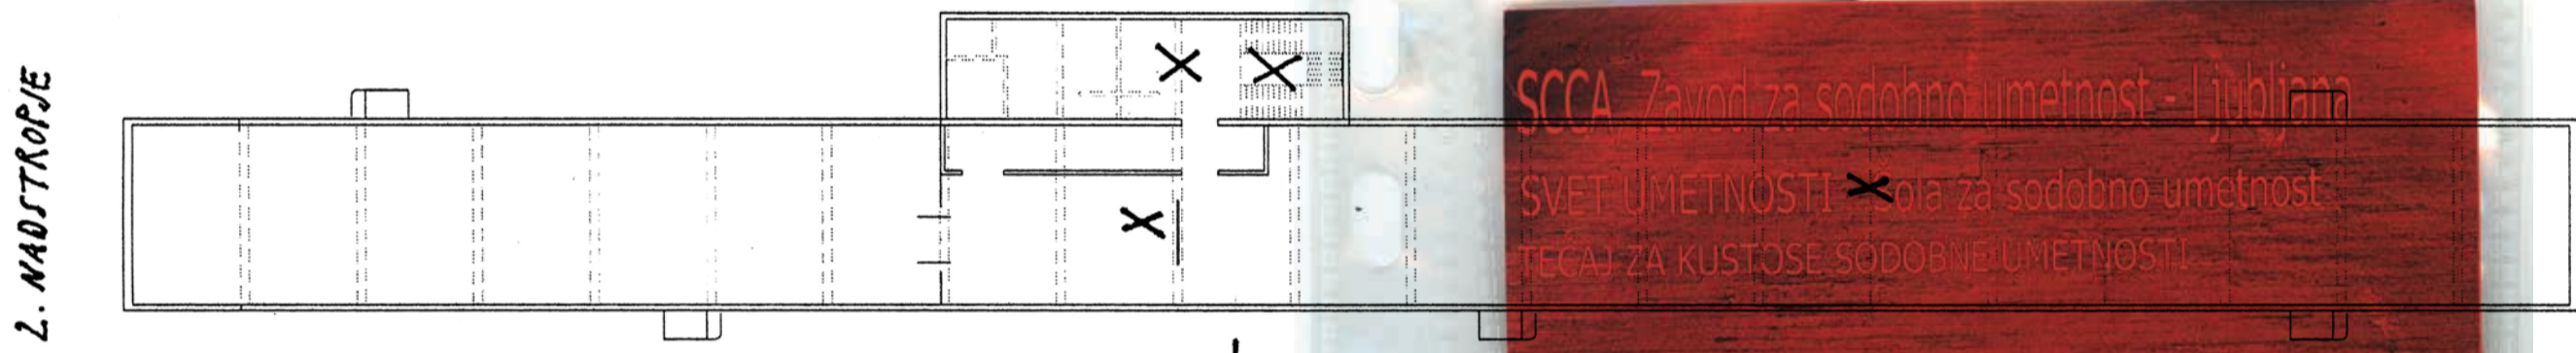 2. NADSTROPJE
SCCA, Zavod za sodobno umetnost - Ljubljana
SVET UMETNOSTI - Šola za sodobno umetnost
TEČAJ ZA KUSTOSE SODOBNE UMETNOSTI